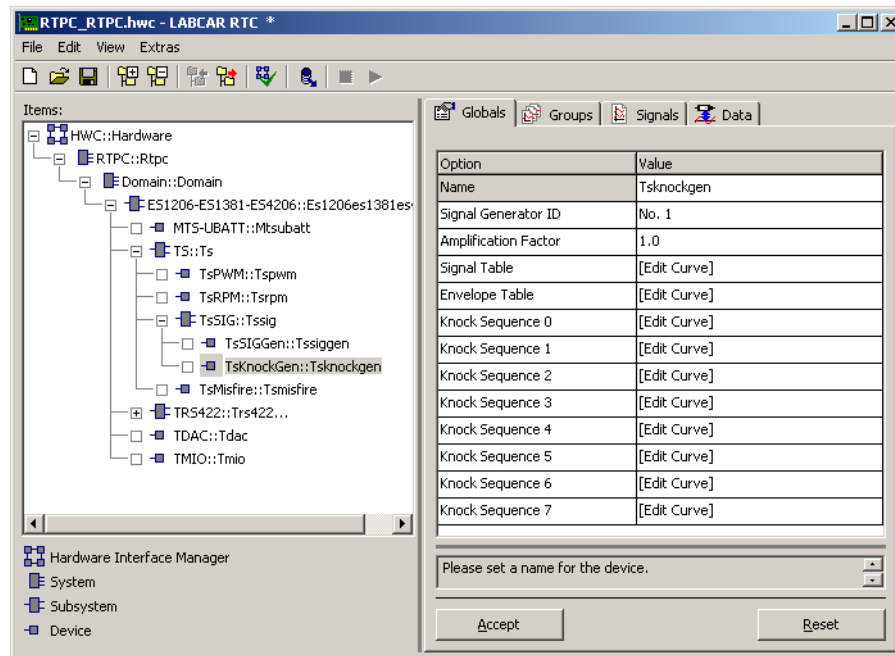 RTPC_RTPC.hwc - LABCAR RTC *
File Edit View Extras
Items:
HWC::Hardware
RTPC::Rtpc
Domain::Domain
ES1206-ES1381-ES4206::Es1206es1381es
MTS-UBATT::Mtsubatt
TS::Ts
TsPWM::Tspwm
TsRPM::Tsrpm
TsSIG::Tssig
TsSIGGen::Tssiggen
TsKnockGen::Tsknockgen
TsMisfire::Tsmisfire
TRS422::Trs422...
TDAC::Tdac
TMIO::Tmio
Hardware Interface Manager
System
Subsystem
Device
Globals Groups Signals Data
Option Value
Name Tsknockgen
Signal Generator ID No. 1
Amplification Factor 1.0
Signal Table [Edit Curve]
Envelope Table [Edit Curve]
Knock Sequence 0 [Edit Curve]
Knock Sequence 1 [Edit Curve]
Knock Sequence 2 [Edit Curve]
Knock Sequence 3 [Edit Curve]
Knock Sequence 4 [Edit Curve]
Knock Sequence 5 [Edit Curve]
Knock Sequence 6 [Edit Curve]
Knock Sequence 7 [Edit Curve]
Please set a name for the device.
Accept Reset